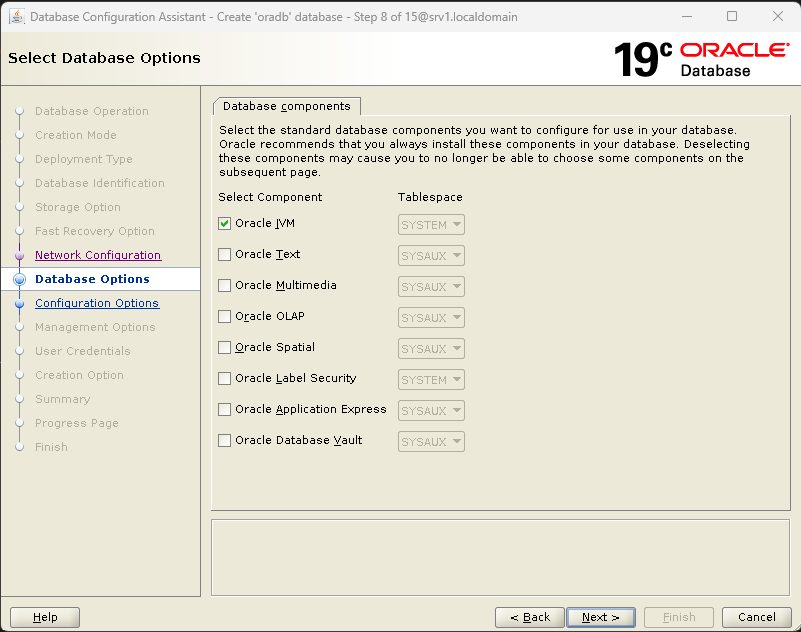 Database Configuration Assistant - Create 'oradb' database - Step 8 of 15@srv1.localdomain
Select Database Options
19c ORACLE
Database
Database Operation
Creation Mode
Deployment Type
Database Identification
Storage Option
Fast Recovery Option
Network Configuration
Database Options
Configuration Options
Management Options
User Credentials
Creation Option
Summary
Progress Page
Finish
Database components
Select the standard database components you want to configure for use in your database.
Oracle recommends that you always install these components in your database. Deselecting
these components may cause you to no longer be able to choose some components on the
subsequent page.
Select Component Tablespace
Oracle JVM SYSTEM
Oracle Text SYSAUX
Oracle Multimedia SYSAUX
Oracle OLAP SYSAUX
Oracle Spatial SYSAUX
Oracle Label Security SYSTEM
Oracle Application Express SYSAUX
Oracle Database Vault SYSAUX
Help < Back Next > Finish Cancel